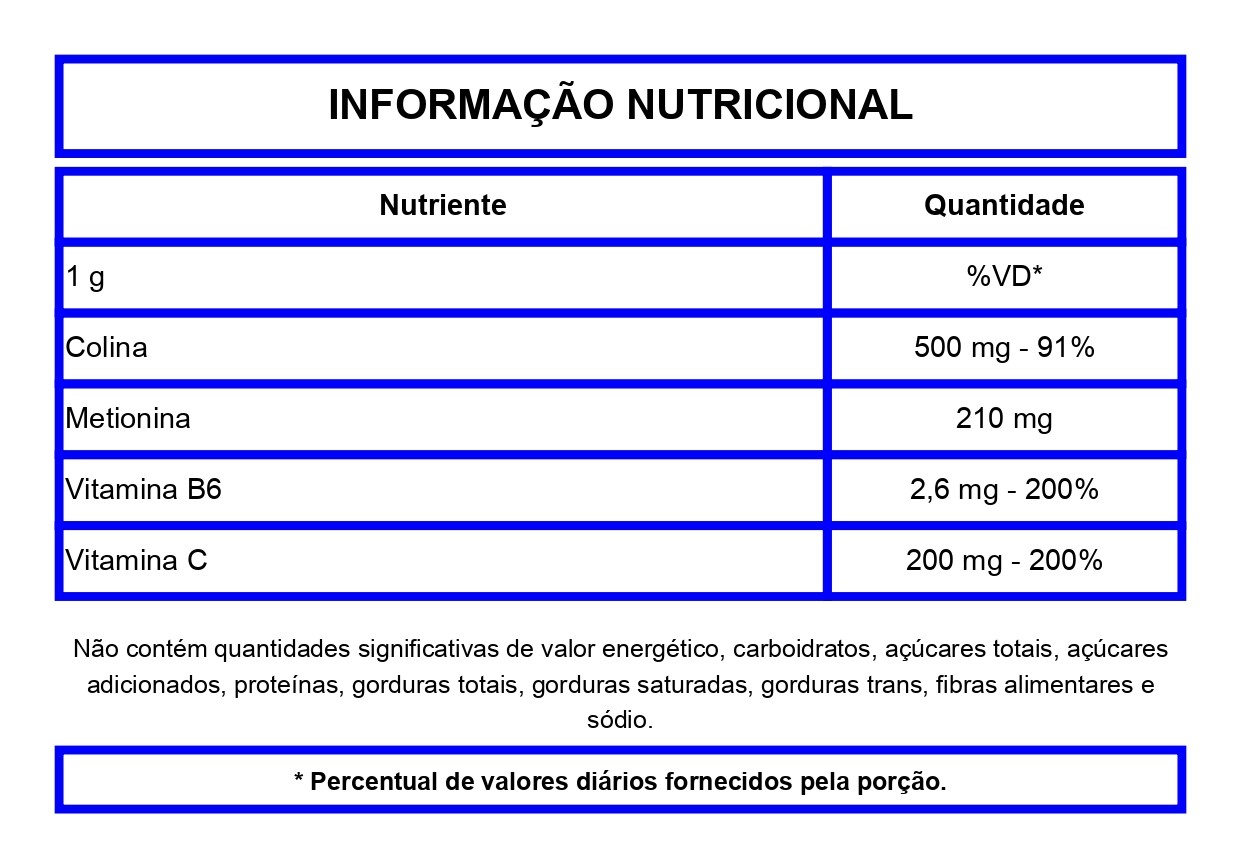 INFORMAÇÃO NUTRICIONAL
Nutriente Quantidade
1 g %VD*
Colina 500 mg - 91%
Metionina 210 mg
Vitamina B6 2,6 mg - 200%
Vitamina C 200 mg - 200%
Não contém quantidades significativas de valor energético, carboidratos, açúcares totais, açúcares
adicionados, proteínas, gorduras totais, gorduras saturadas, gorduras trans, fibras alimentares e
sódio.
* Percentual de valores diários fornecidos pela porção.